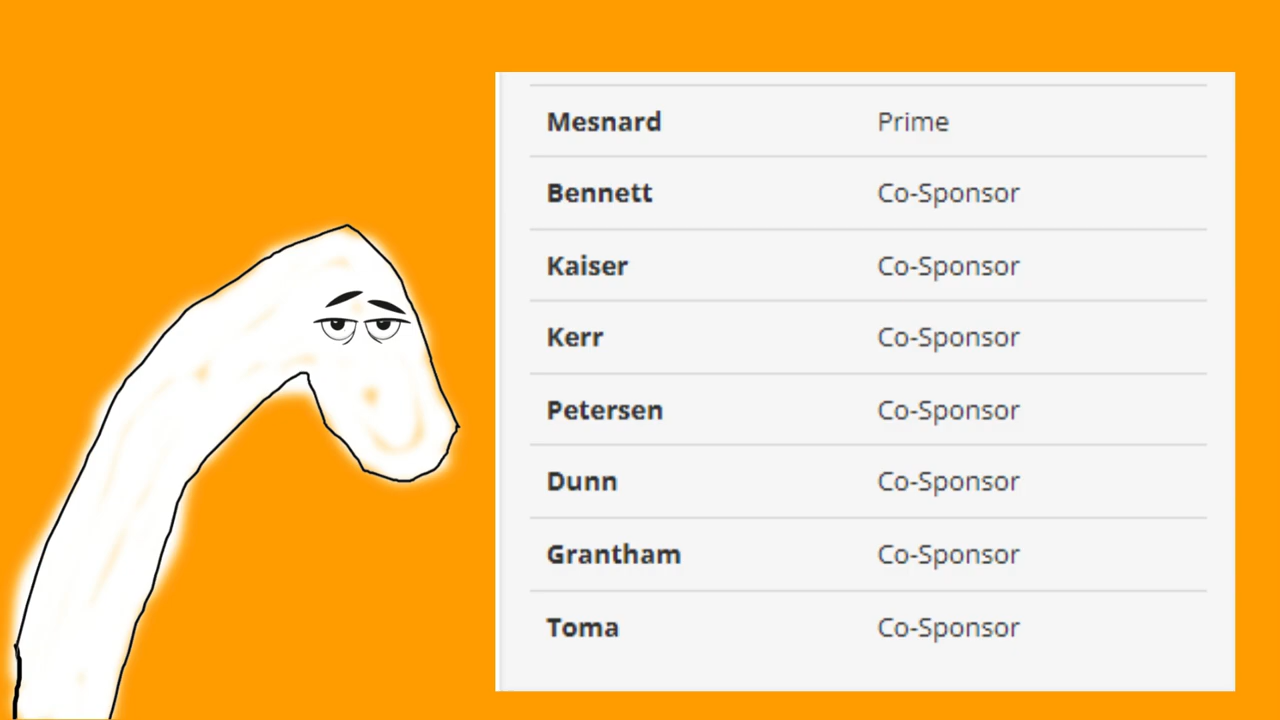 Mesnard Prime
Bennett Co-Sponsor
Kaiser Co-Sponsor
Kerr Co-Sponsor
Petersen Co-Sponsor
Dunn Co-Sponsor
Grantham Co-Sponsor
Toma Co-Sponsor